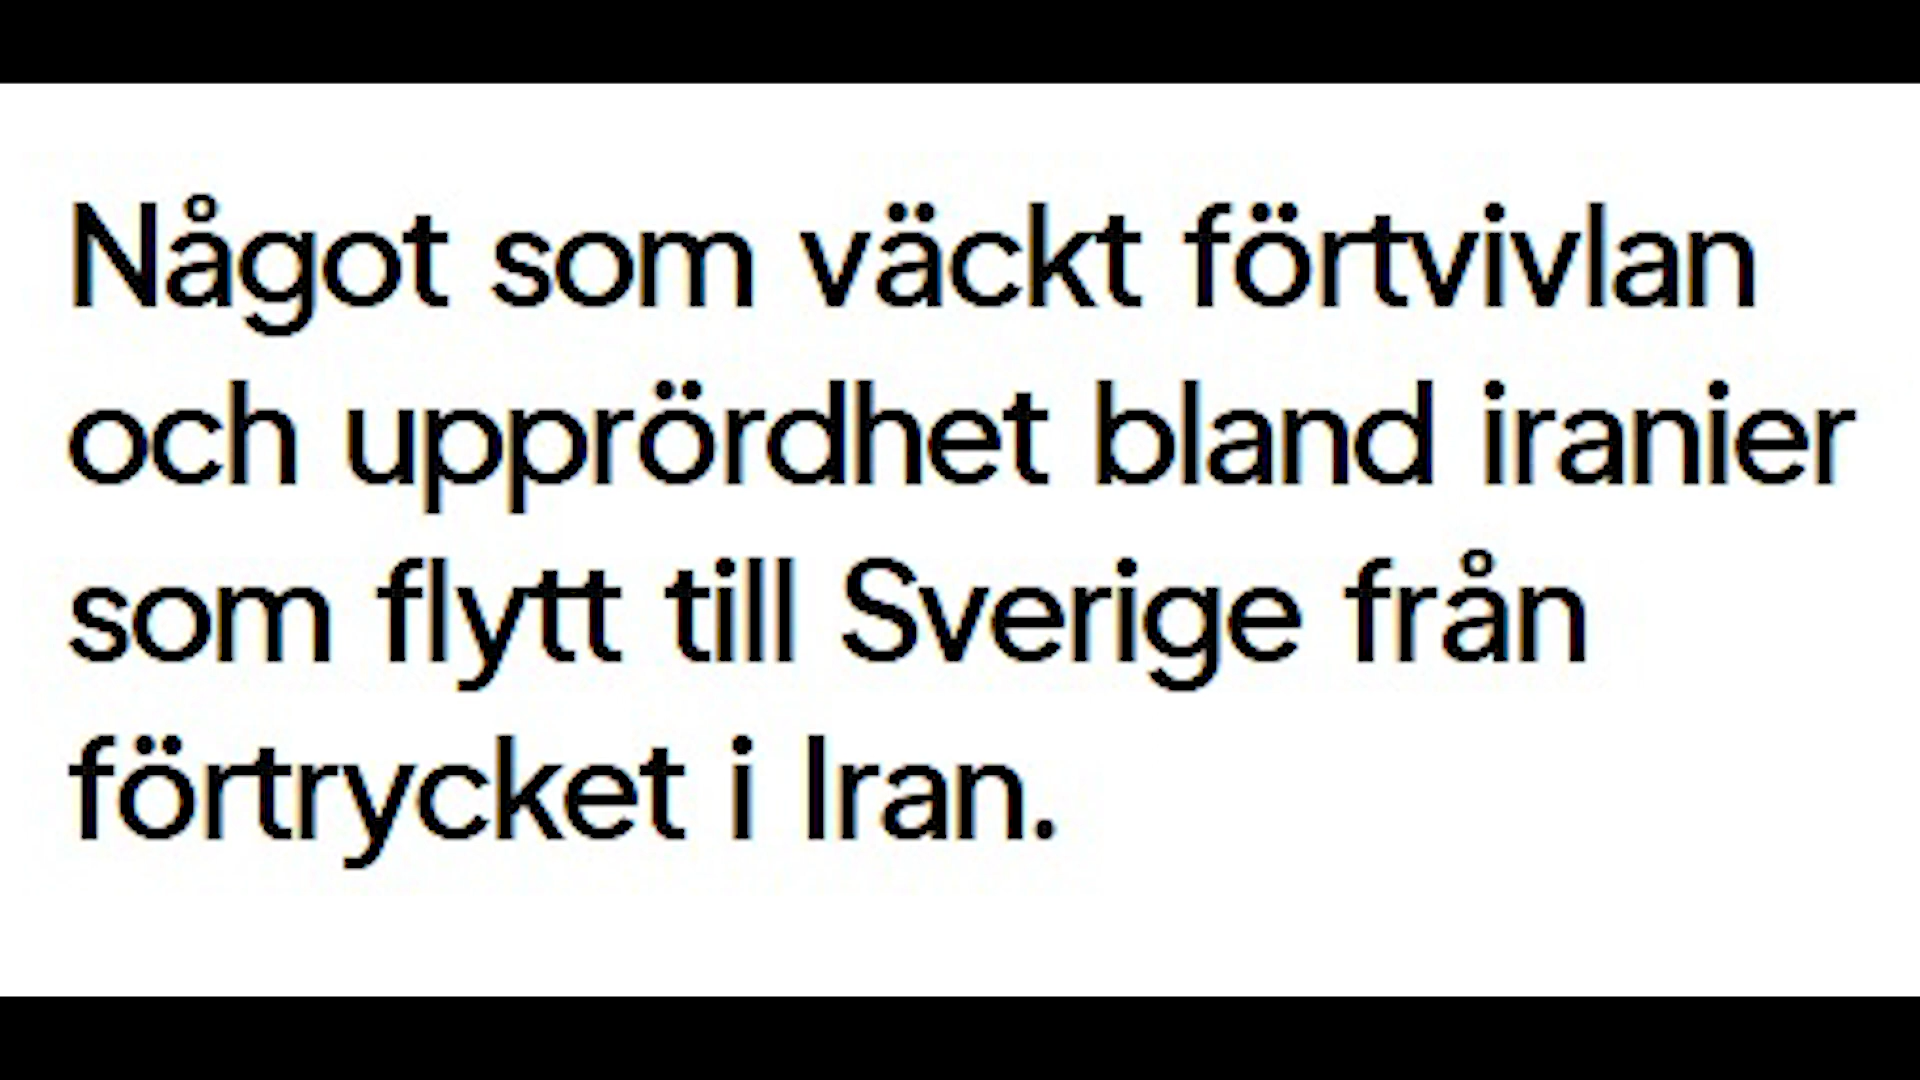 Något som väckt förtvivlan
och upprördhet bland iranier
som flytt till Sverige från
förtrycket i Iran.